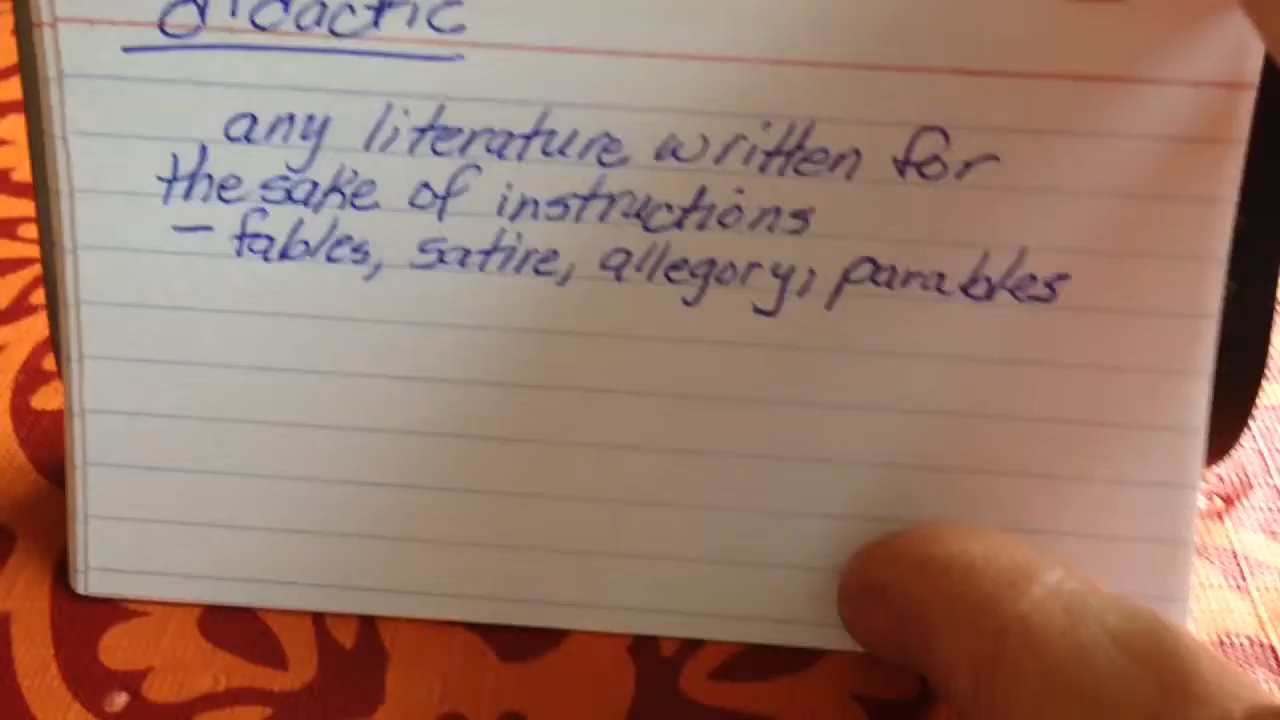 didactic
any literature written for
the sake of instructions
- fables, satire, allegory, parables